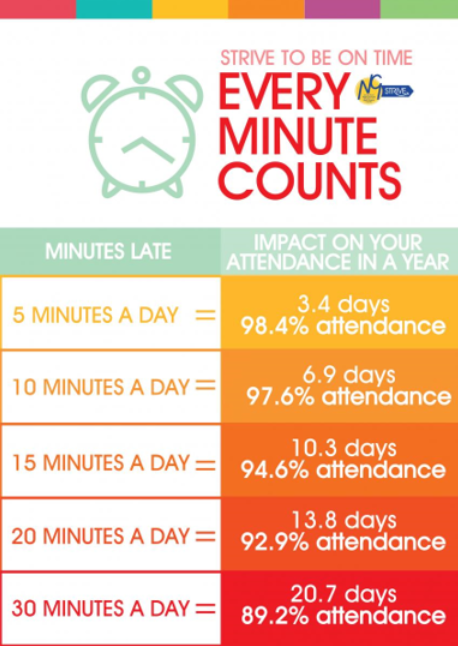 STRIVE TO BE ON TIME
EVERY
NG
STRIVE
MINUTE
COUNTS
MINUTES LATE
IMPACT ON YOUR
ATTENDANCE IN A YEAR
5 MINUTES A DAY =
3.4 days
98.4% attendance
10 MINUTES A DAY =
6.9 days
97.6% attendance
15 MINUTES A DAY =
10.3 days
94.6% attendance
20 MINUTES A DAY =
13.8 days
92.9% attendance
30 MINUTES A DAY =
20.7 days
89.2% attendance